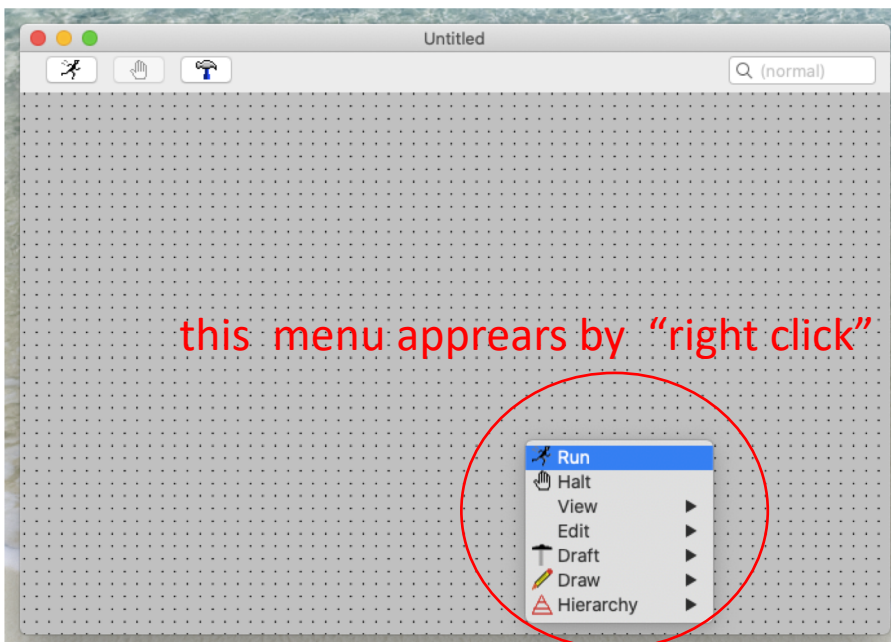 Untitled
(normal)
this menu apprears by “right click”
Run
Halt
View
Edit
Draft
Draw
Hierarchy